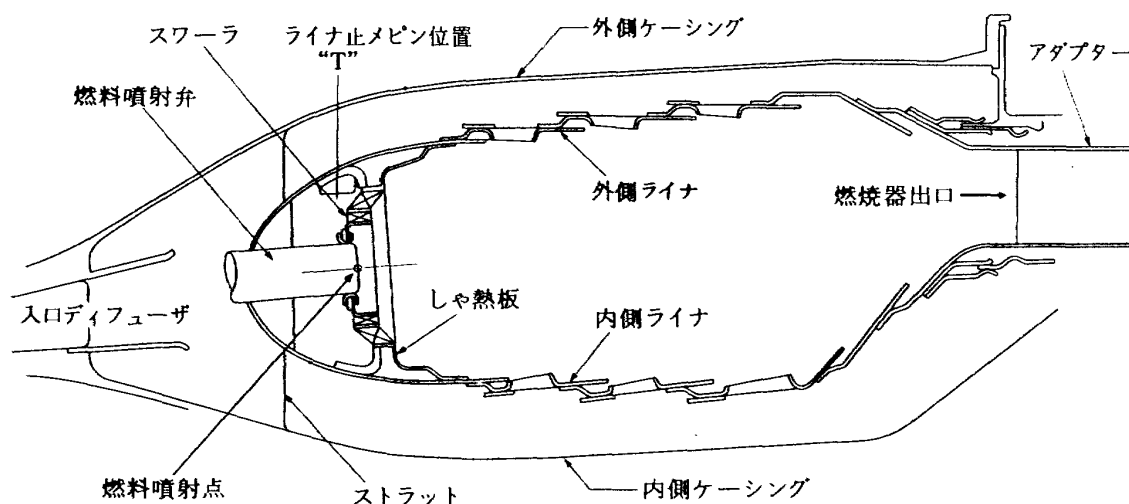 スワーラ
ライナ止メピン位置
“T”
外側ケーシング
アダプター
燃料噴射弁
外側ライナ
燃焼器出口
入口ディフューザ
しゃ熱板
内側ライナ
燃料噴射点
ストラット
内側ケーシング